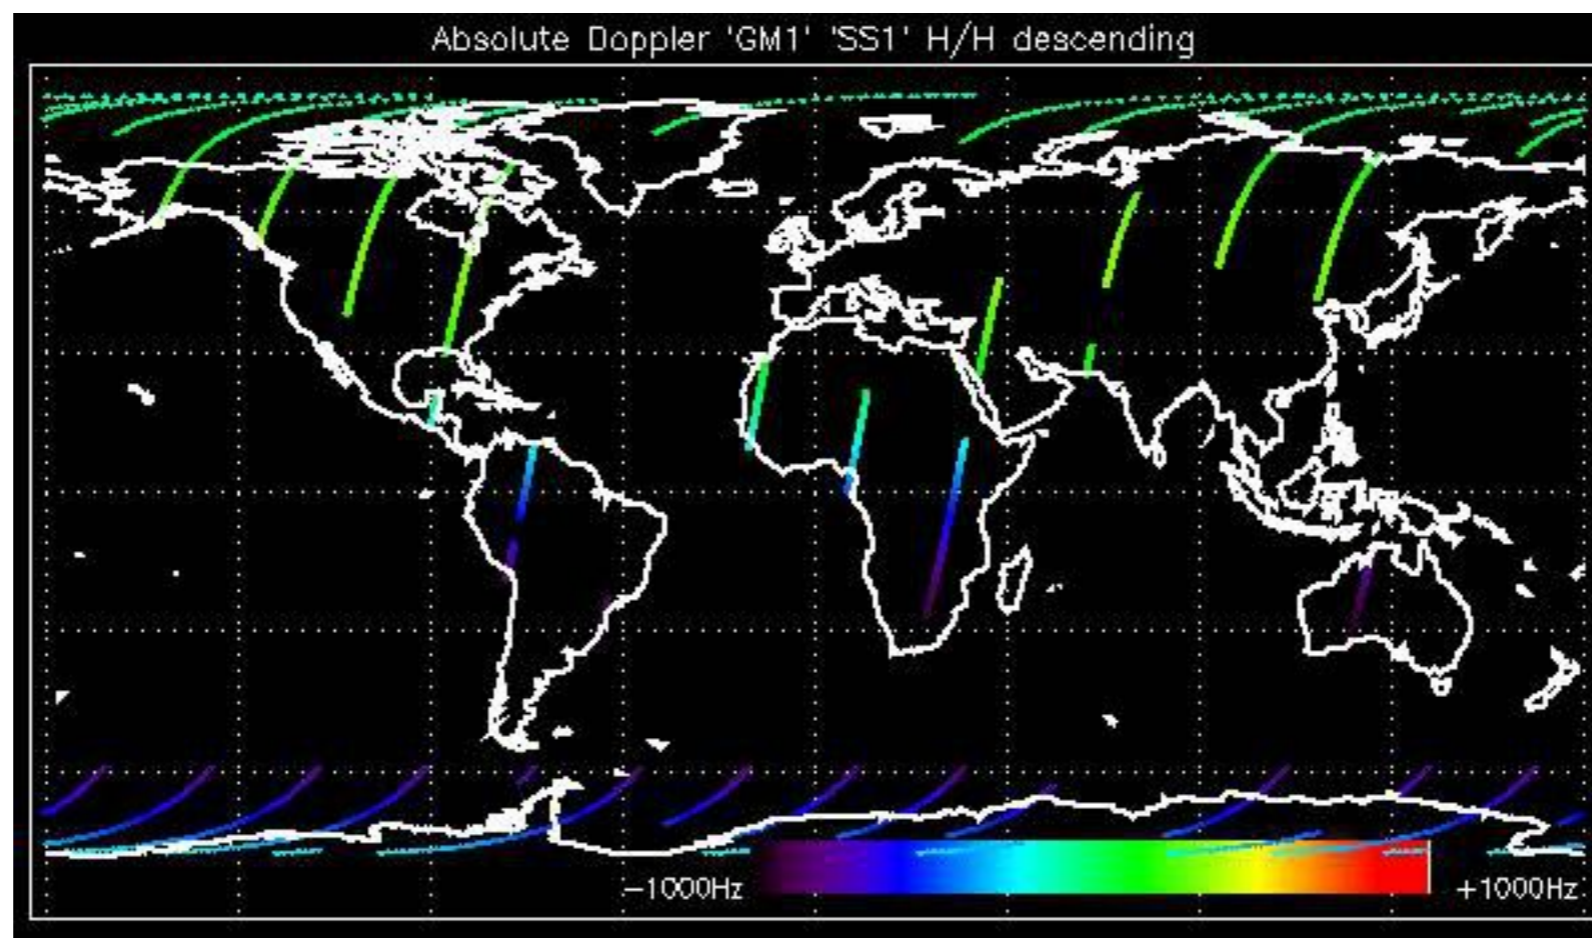 Absolute Doppler 'GM1' 'SS1' H/H descending
−1000Hz
+1000Hz